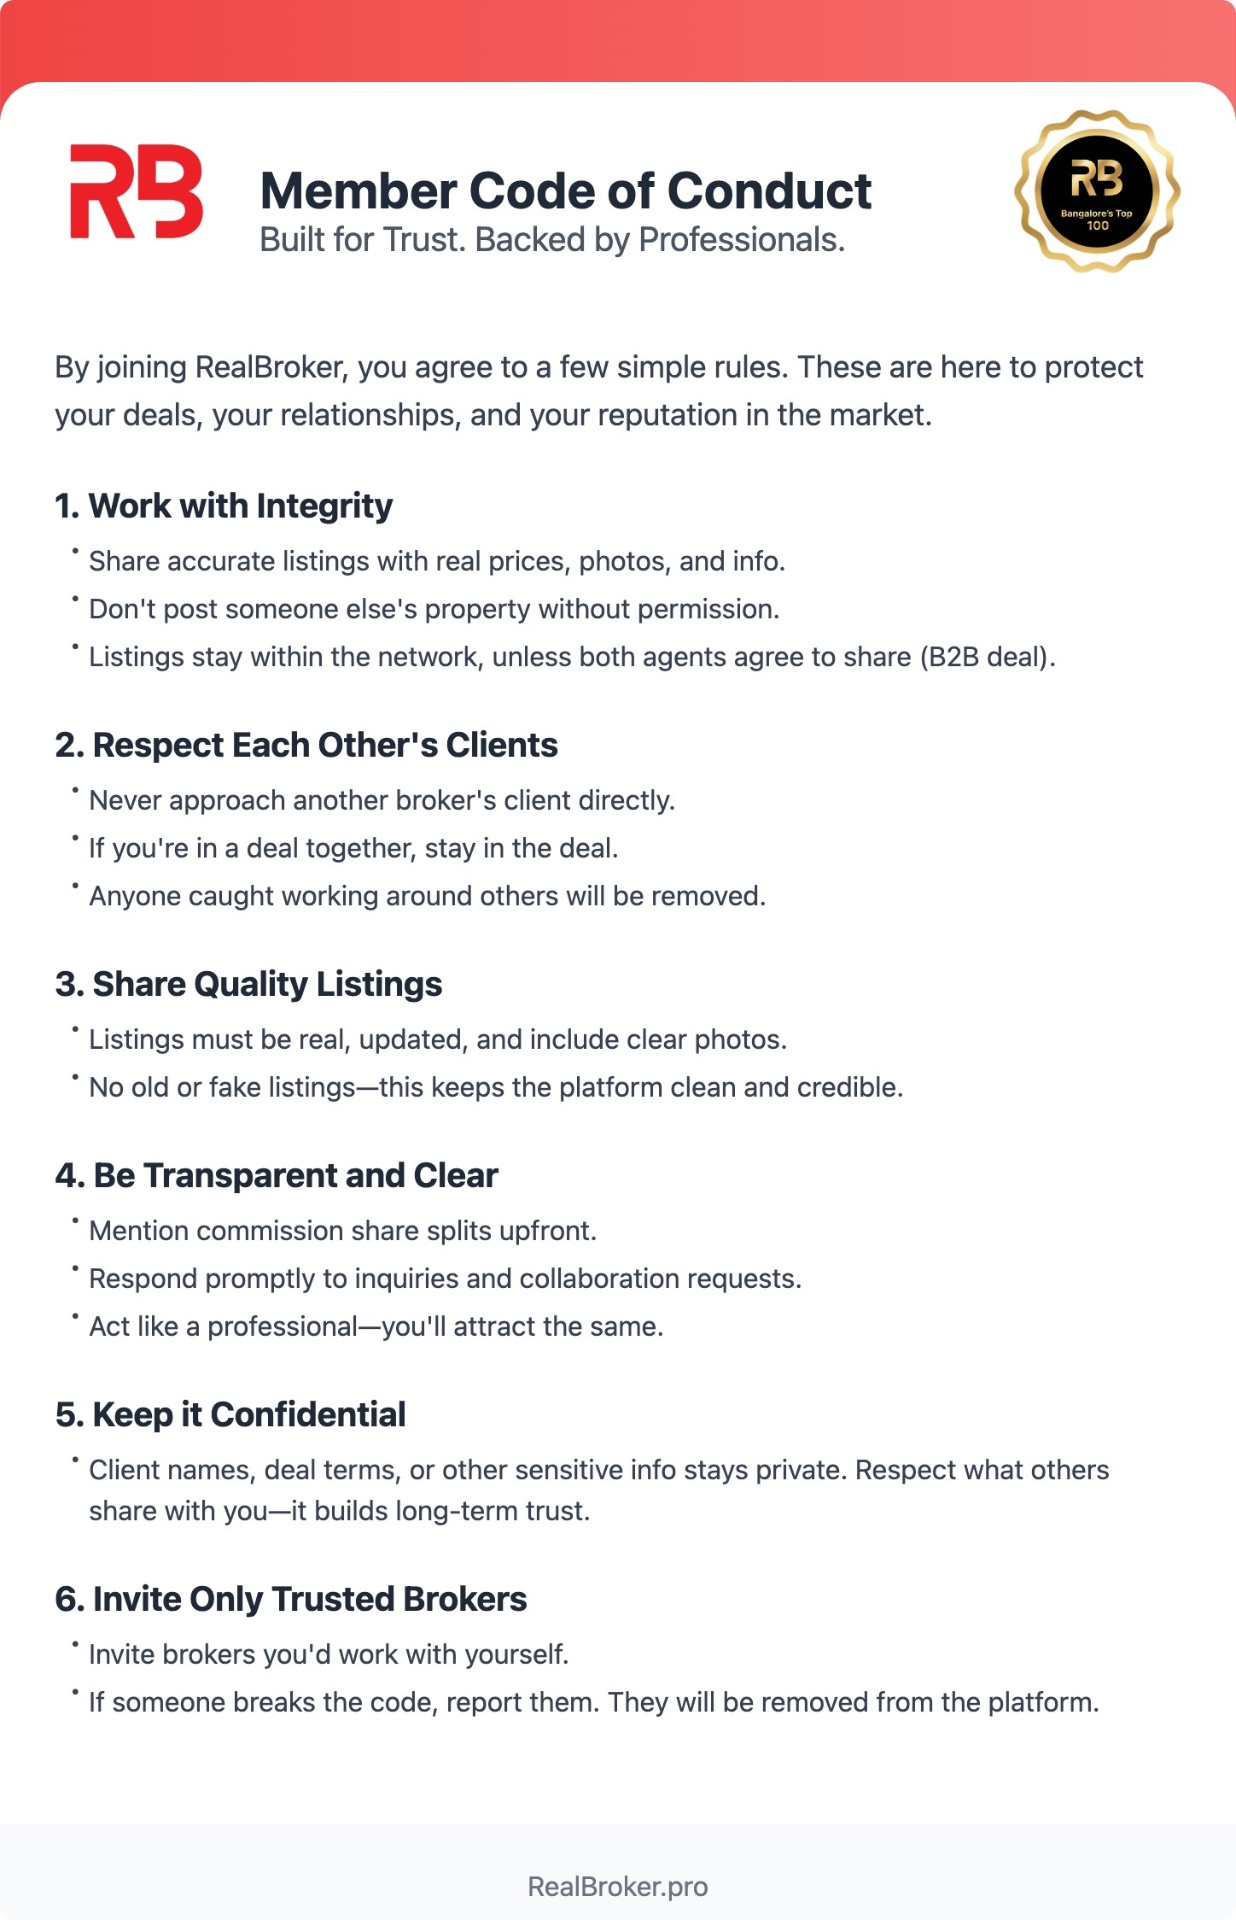 RB
Member Code of Conduct
Built for Trust. Backed by Professionals.
RB
Bangalore's Top
100
By joining RealBroker, you agree to a few simple rules. These are here to protect
your deals, your relationships, and your reputation in the market.
1. Work with Integrity
• Share accurate listings with real prices, photos, and info.
• Don't post someone else's property without permission.
• Listings stay within the network, unless both agents agree to share (B2B deal).
2. Respect Each Other's Clients
• Never approach another broker's client directly.
• If you're in a deal together, stay in the deal.
• Anyone caught working around others will be removed.
3. Share Quality Listings
• Listings must be real, updated, and include clear photos.
• No old or fake listings—this keeps the platform clean and credible.
4. Be Transparent and Clear
• Mention commission share splits upfront.
• Respond promptly to inquiries and collaboration requests.
• Act like a professional—you'll attract the same.
5. Keep it Confidential
• Client names, deal terms, or other sensitive info stays private. Respect what others
share with you—it builds long-term trust.
6. Invite Only Trusted Brokers
• Invite brokers you'd work with yourself.
• If someone breaks the code, report them. They will be removed from the platform.
RealBroker.pro